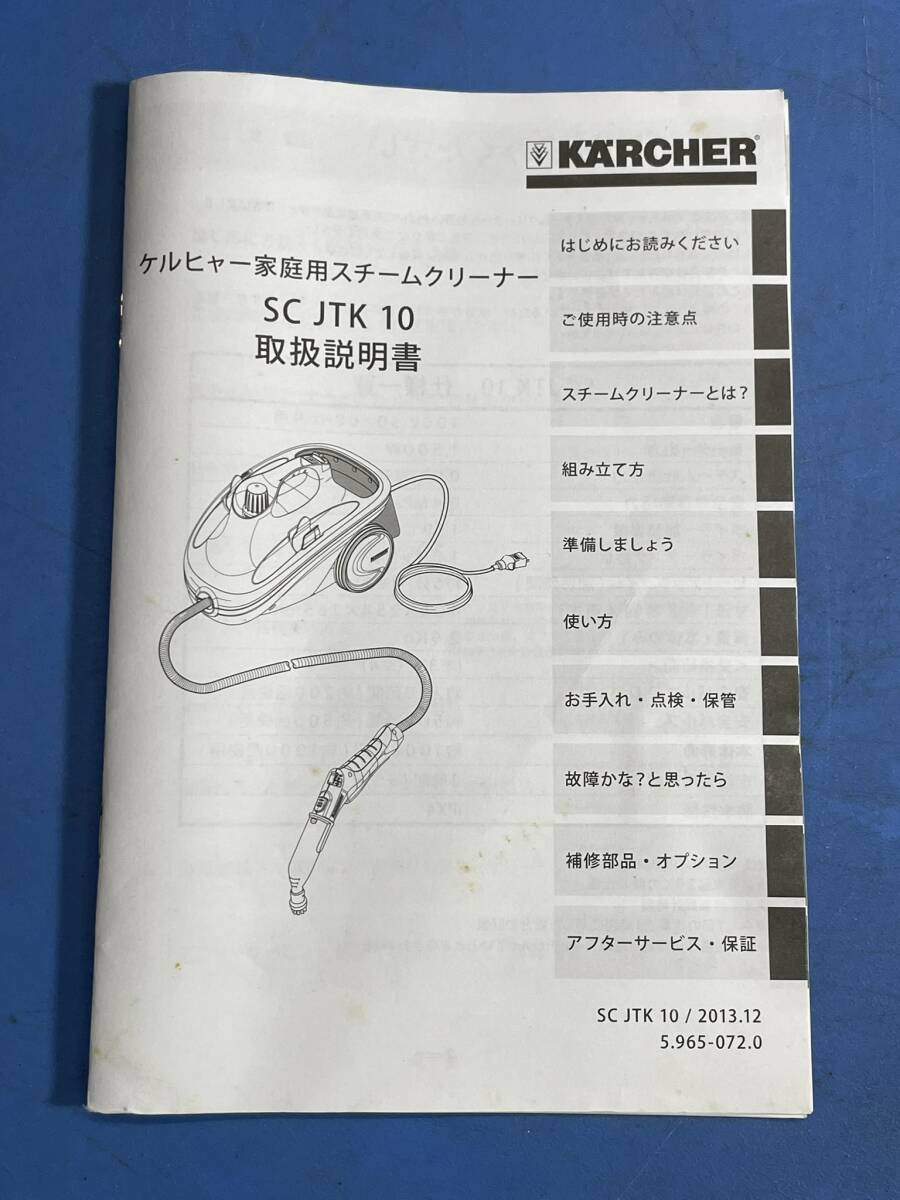 KÄRCHER
ケルヒャー家庭用スチームクリーナー
SC JTK 10
取扱説明書
はじめにお読みください
ご使用時の注意点
スチームクリーナーとは？
組み立て方
準備しましょう
使い方
お手入れ・点検・保管
故障かな？と思ったら
補修部品・オプション
アフターサービス・保証
SC JTK 10 / 2013.12
5.965-072.0